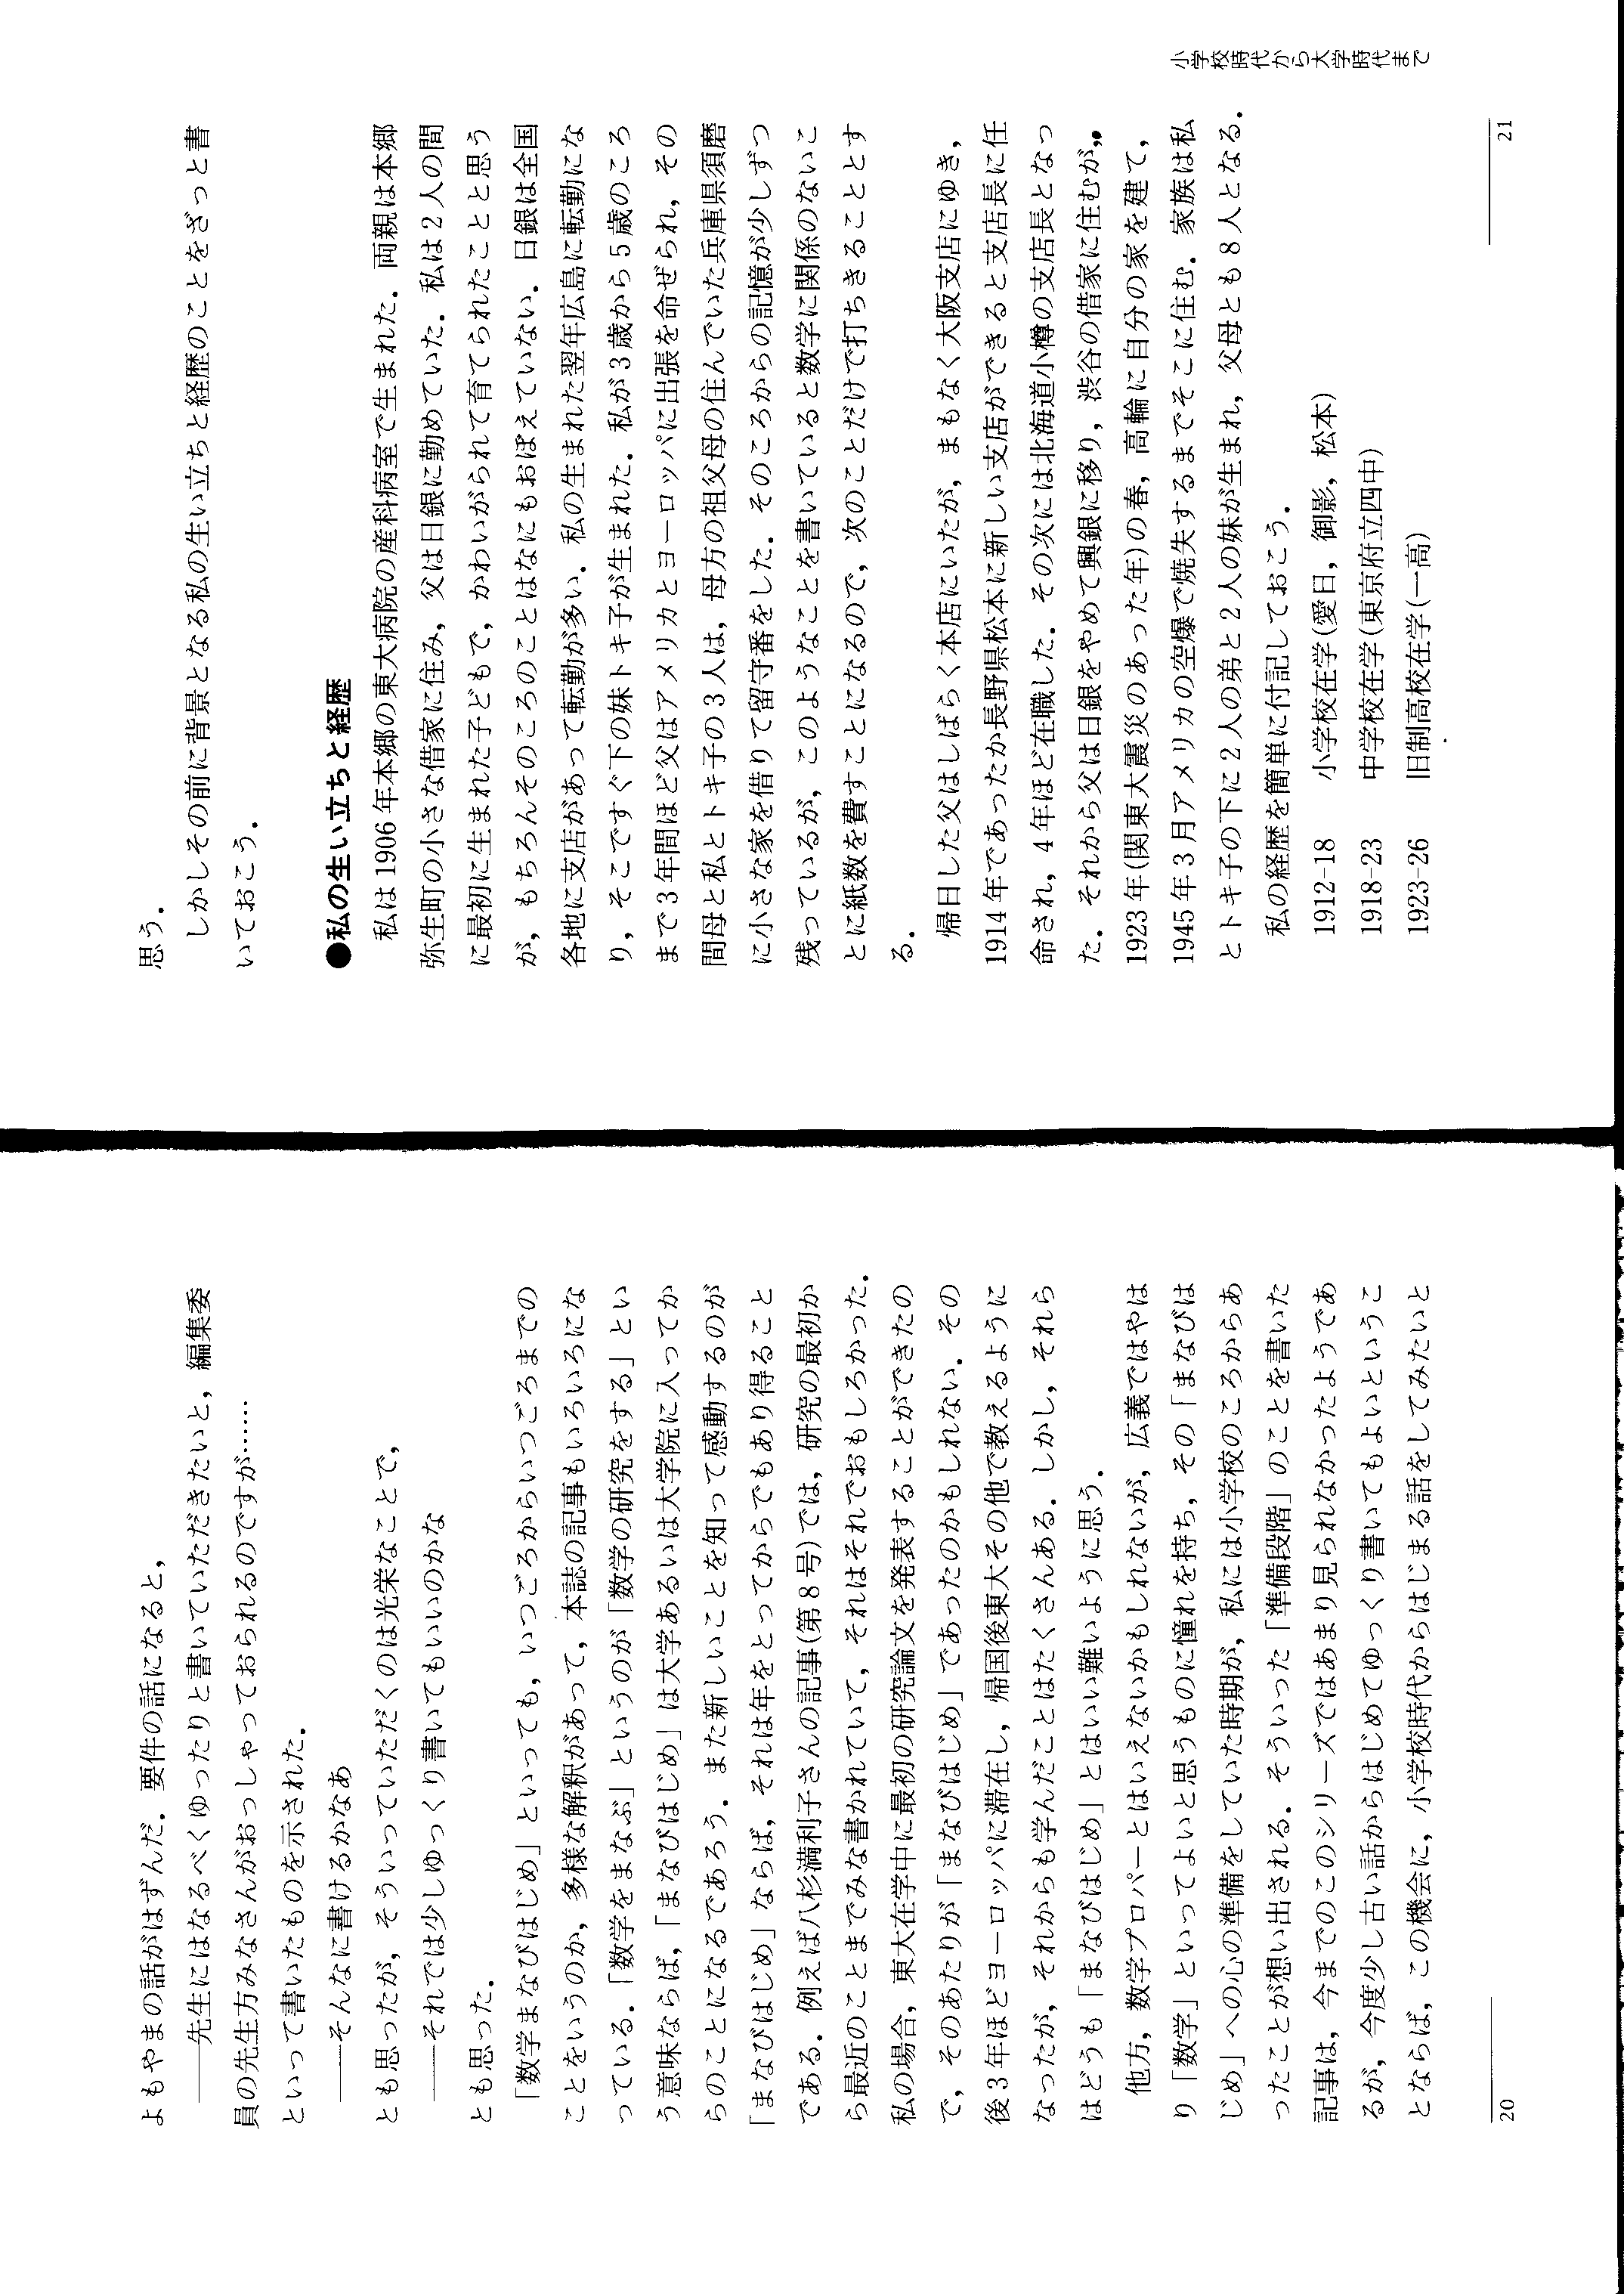 よもやまの話がはずんだ．要件の話になると，
――先生にはなるべくゆったりと書いていただきたいと，編集委
員の先生方みなさんがおっしゃっておられるのですが……
といって書いたものを示された．
――そんなに書けるかなあ
とも思ったが，そういっていただくのは光栄なことで，
――それでは少しゆっくり書いてもいいのかな
とも思った．
「数学まなびはじめ」といっても，いつごろからいつごろまでの
ことをいうのか，多様な解釈があって，本誌の記事もいろいろにな
っている．「数学をまなぶ」というのが「数学の研究をする」とい
う意味ならば，「まなびはじめ」は大学あるいは大学院に入ってか
らのことになるであろう．また新しいことを知って感動するのが
「まなびはじめ」ならば，それは年をとってからでもあり得ること
である．例えば八杉満利子さんの記事(第8号)では，研究の最初か
ら最近のことまでみな書かれていて，それはそれでおもしろかった．
私の場合，東大在学中に最初の研究論文を発表することができたの
で，そのあたりが「まなびはじめ」であったのかもしれない．その
後3年ほどヨーロッパに滞在し，帰国後東大その他で教えるように
なったが，それからも学んだことはたくさんある．しかし，それら
はどうも「まなびはじめ」とはいい難いように思う．
他方，数学プロパーとはいえないかもしれないが，広義ではやは
り「数学」といってよいと思うものに憧れを持ち，その「まなびは
じめ」への心の準備をしていた時期が，私には小学校のころからあ
ったことが想い出される．そういった「準備段階」のことを書いた
記事は，今までのこのシリーズではあまり見られなかったようであ
るが，今度少し古い話からはじめてゆっくり書いてもよいというこ
とならば，この機会に，小学校時代からはじまる話をしてみたいと
20
思う．
しかしその前に背景となる私の生い立ちと経歴のことをざっと書
いておこう．
●私の生い立ちと経歴
私は1906年本郷の東大病院の産科病室で生まれた．両親は本郷
弥生町の小さな借家に住み，父は日銀に勤めていた．私は2人の間
に最初に生まれた子どもで，かわいがられて育てられたことと思う
が，もちろんそのころのことはなにもおぼえていない．日銀は全国
各地に支店があって転勤が多い．私の生まれた翌年広島に転勤にな
り，そこですぐ下の妹トキ子が生まれた．私が3歳から5歳のころ
まで3年間ほど父はアメリカとヨーロッパに出張を命ぜられ，その
間母と私とトキ子の3人は，母方の祖父母の住んでいた兵庫県須磨
に小さな家を借りて留守番をした．そのころからの記憶が少しずつ
残っているが，このようなことを書いていると数学に関係のないこ
とに紙数を費すことになるので，次のことだけで打ちきることとす
る．
帰日した父はしばらく本店にいたが，まもなく大阪支店にゆき，
1914年であったか長野県松本に新しい支店ができると支店長に任
命され，4年ほど在職した．その次には北海道小樽の支店長となっ
た．それから父は日銀をやめて興銀に移り，渋谷の借家に住むが，
1923年(関東大震災のあった年)の春，高輪に自分の家を建て，
1945年3月アメリカの空爆で焼失するまでそこに住む．家族は私
とトキ子の下に2人の弟と2人の妹が生まれ，父母とも8人となる．
私の経歴を簡単に付記しておこう．
1912-18 小学校在学(愛日，御影，松本)
1918-23 中学校在学(東京府立四中)
1923-26 旧制高校在学(一高)
小学校時代から大学時代まで
21